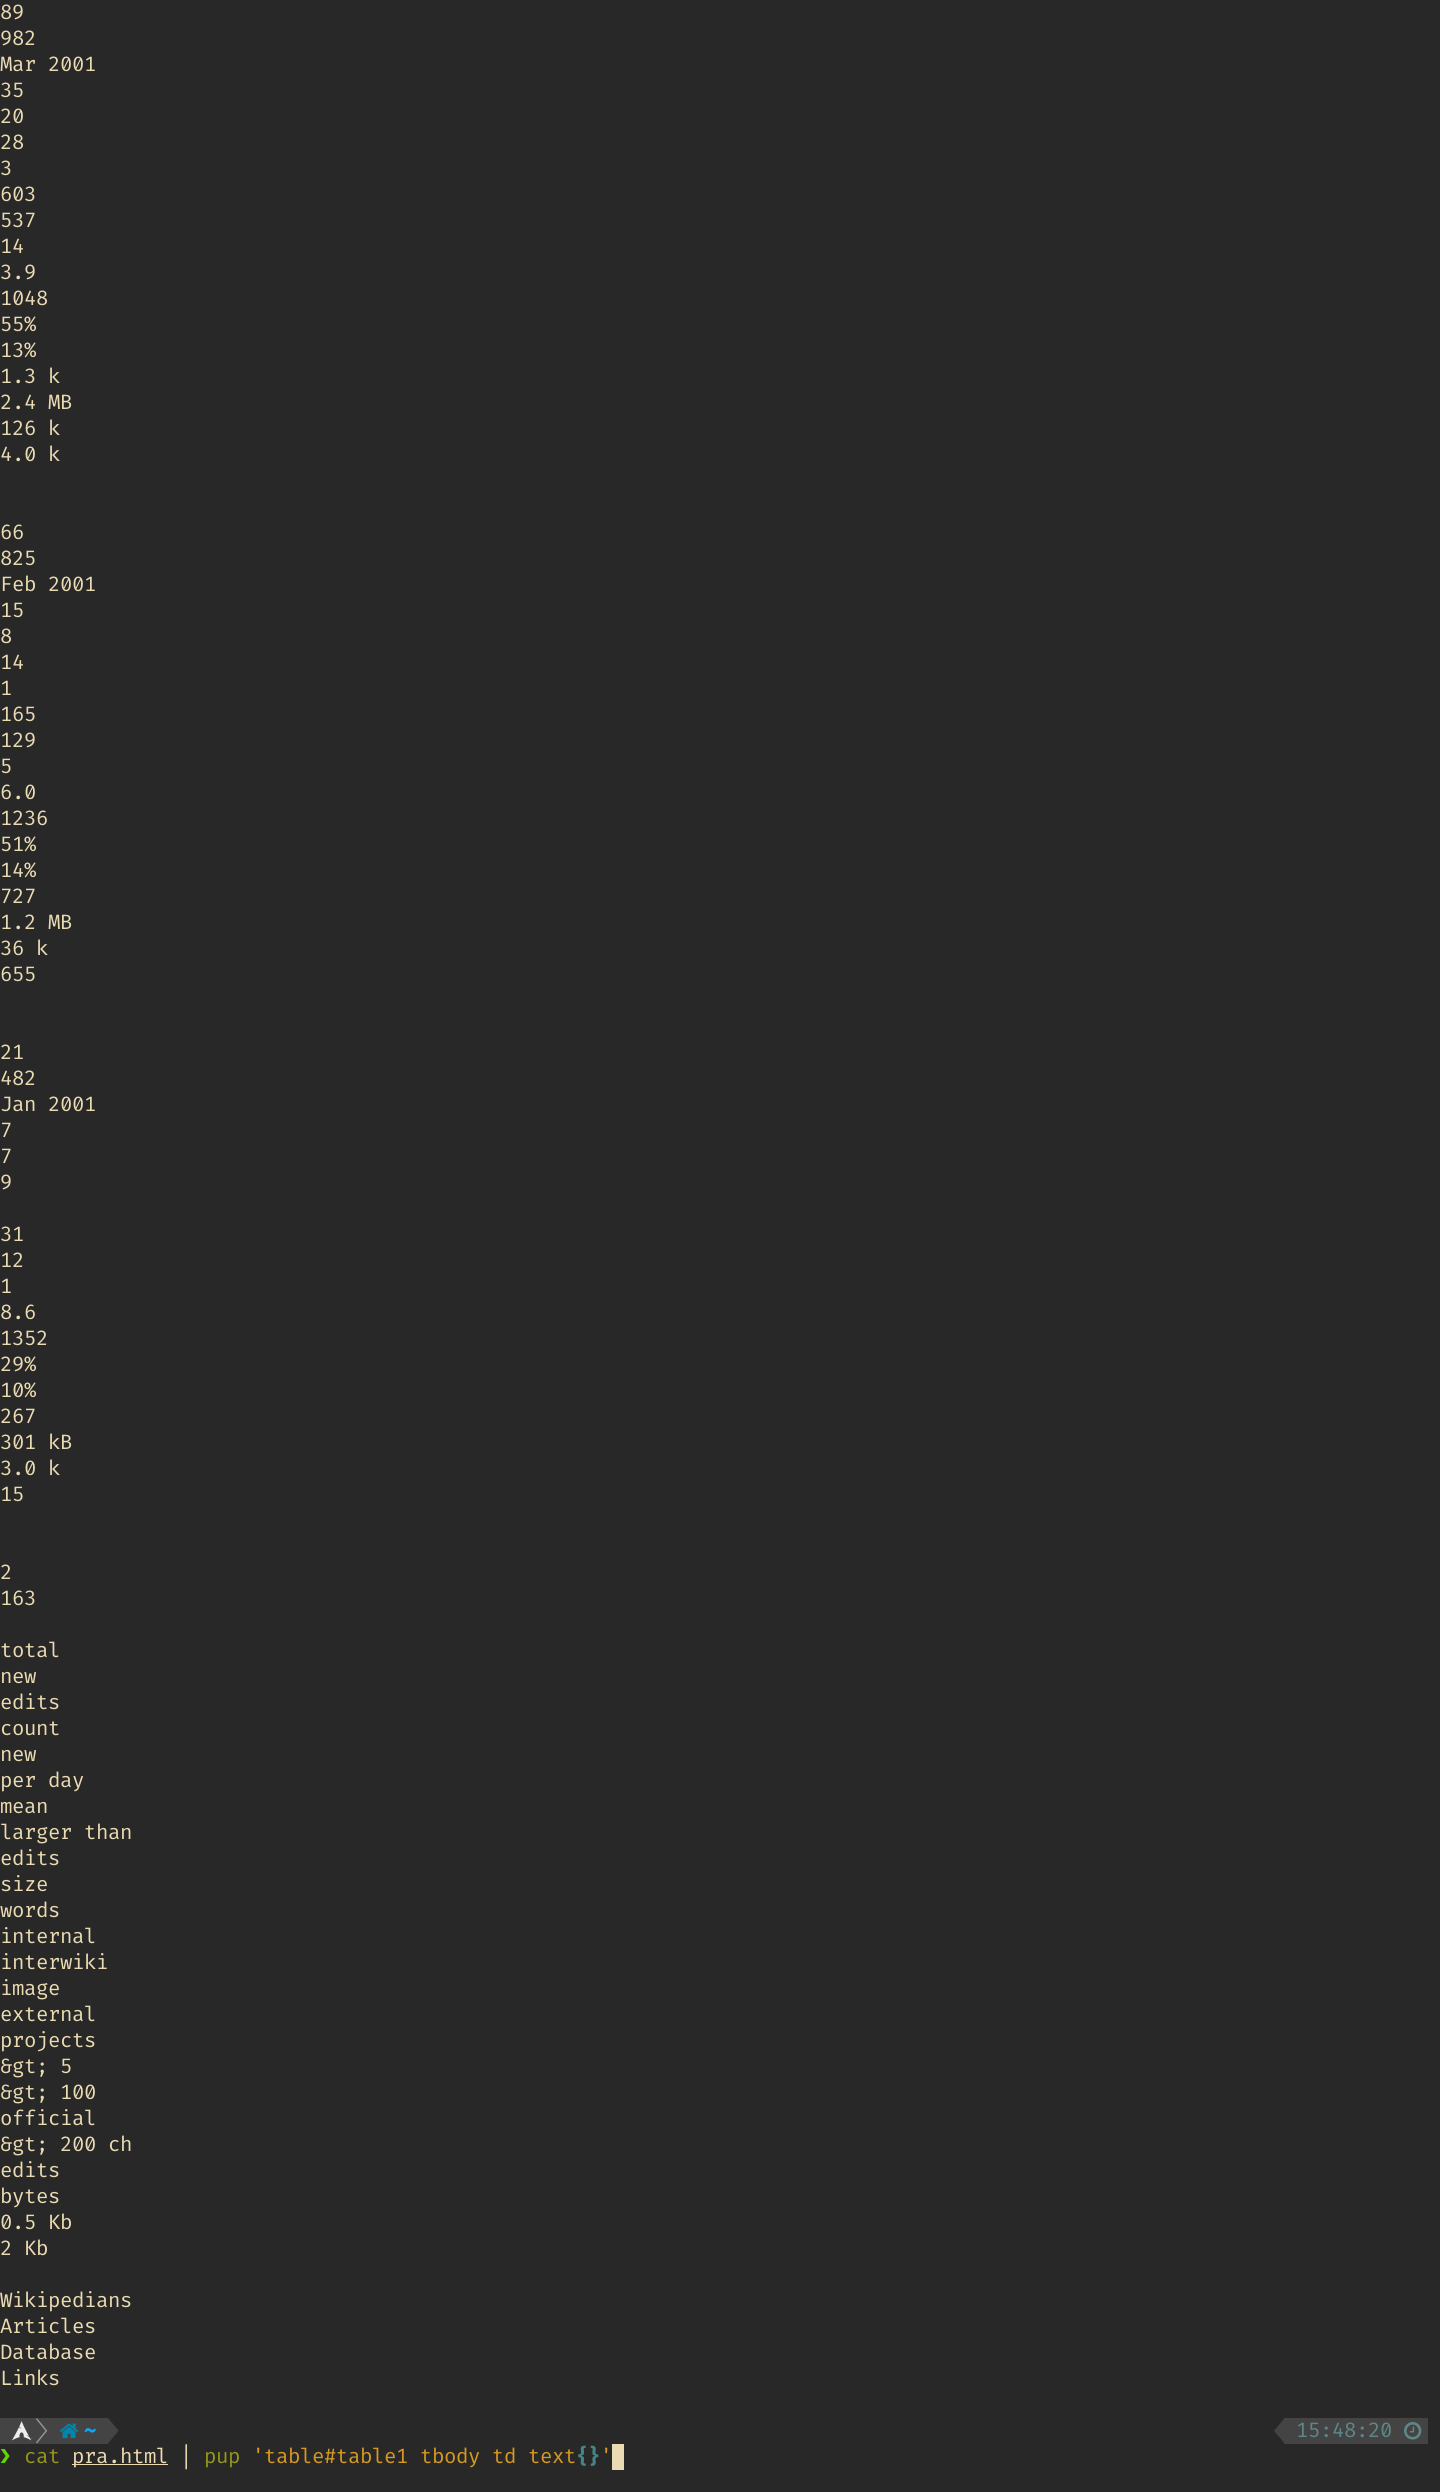 89
982
Mar 2001
35
20
28
3
603
537
14
3.9
1048
55%
13%
1.3 k
2.4 MB
126 k
4.0 k
66
825
Feb 2001
15
8
14
1
165
129
5
6.0
1236
51%
14%
727
1.2 MB
36 k
655
21
482
Jan 2001
7
7
9
31
12
1
8.6
1352
29%
10%
267
301 kB
3.0 k
15
2
163
total
new
edits
count
new
per day
mean
larger than
edits
size
words
internal
interwiki
image
external
projects
&gt; 5
&gt; 100
official
&gt; 200 ch
edits
bytes
0.5 Kb
2 Kb
Wikipedians
Articles
Database
Links
~ 15:48:20
❯ cat pra.html | pup 'table#table1 tbody td text{}'